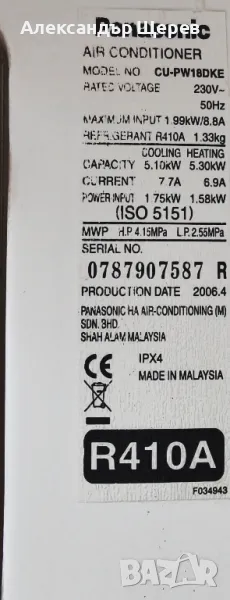 Александър Щерев
Panasonic
AIR CONDITIONER
MODEL NO. CU-PW18DKE
RATED VOLTAGE 230V~
50Hz
MAXIMUM INPUT 1.99kW/8.8A
REFRIGERANT R410A 1.33kg
COOLING HEATING
CAPACITY 5.10kW 5.30kW
CURRENT 7.7A 6.9A
POWER INPUT 1.75kW 1.58kW
(ISO 5151)
MWP H.P 4.15MPa L.P. 2.55MPa
SERIAL NO.
0787907587 R
PRODUCTION DATE 2006.4
PANASONIC HA AIR-CONDITIONING (M)
SDN. BHD.
SHAH ALAM, MALAYSIA
CE IPX4
MADE IN MALAYSIA
R410A
F034943
BAZAR